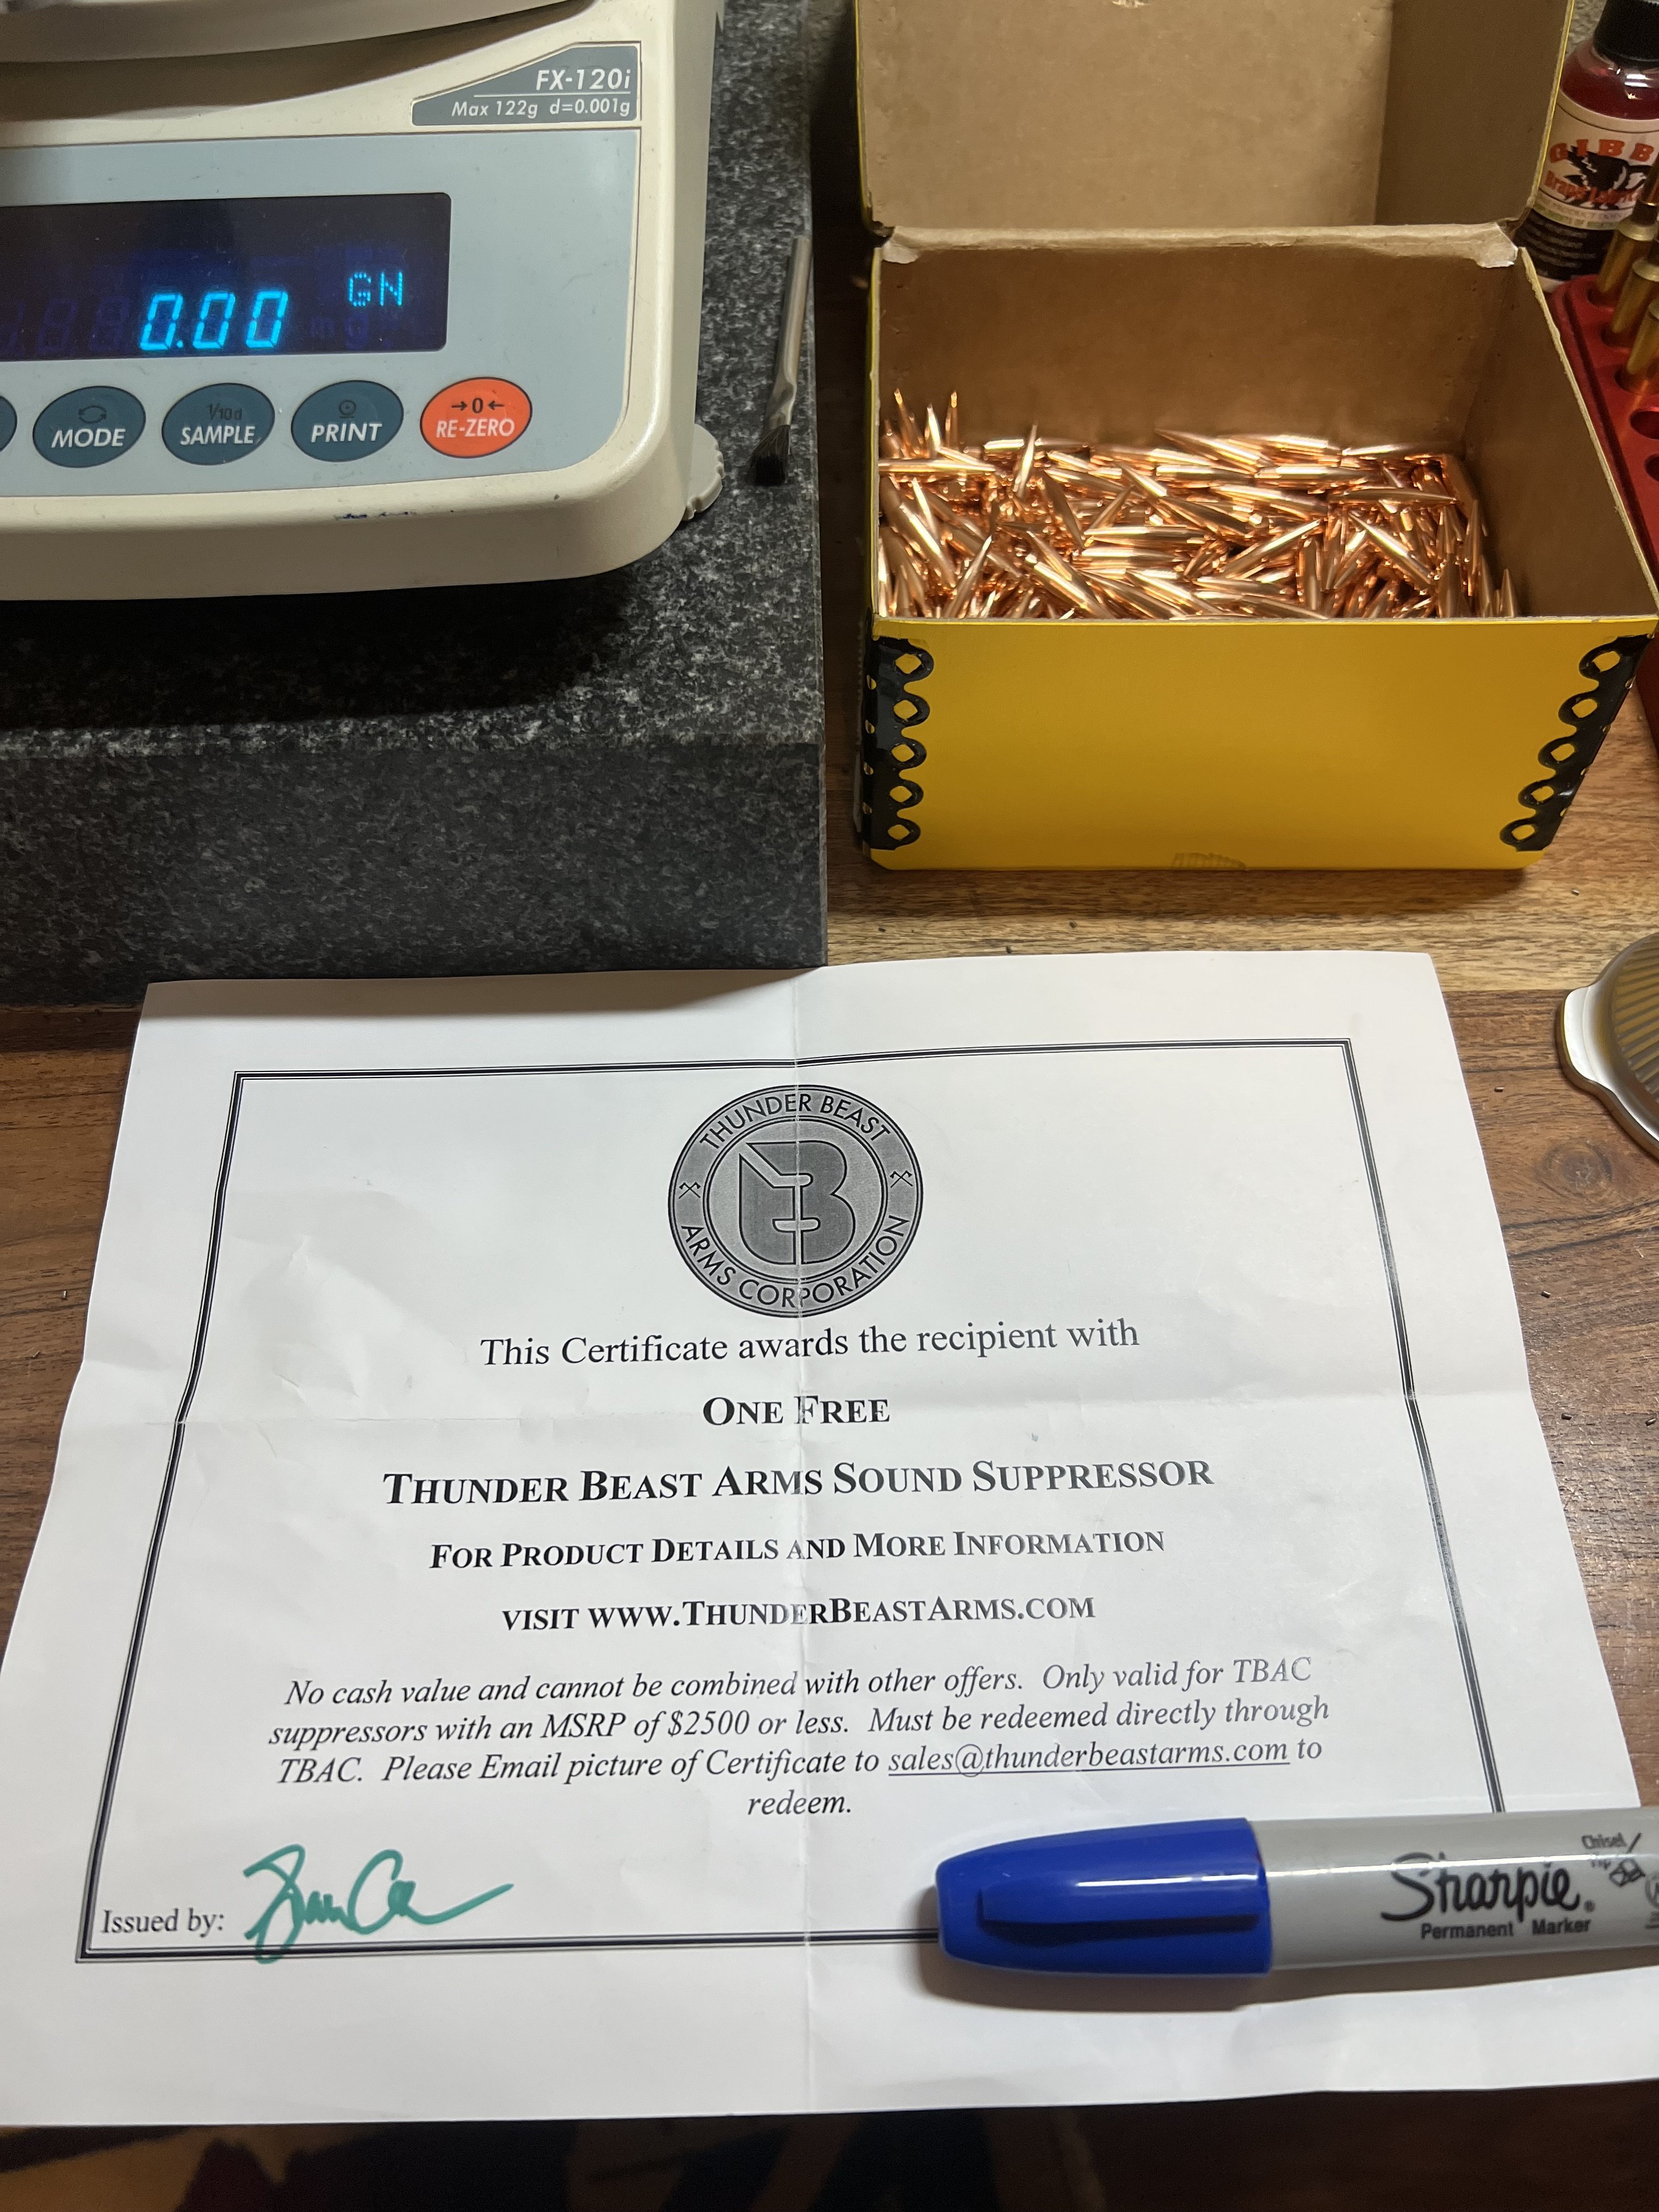 FX-120i
Max 122g d=0.001g
0.00 GN
MODE
1/10d
SAMPLE
PRINT
→0←
RE-ZERO
GIBB
THUNDER BEAST
ARMS CORPORATION
This Certificate awards the recipient with
ONE FREE
THUNDER BEAST ARMS SOUND SUPPRESSOR
FOR PRODUCT DETAILS AND MORE INFORMATION
VISIT WWW.THUNDERBEASTARMS.COM
No cash value and cannot be combined with other offers. Only valid for TBAC
suppressors with an MSRP of $2500 or less. Must be redeemed directly through
TBAC. Please Email picture of Certificate to sales@thunderbeastarms.com to
redeem.
Issued by:
Chisel
Tip
Sharpie®
Permanent Marker